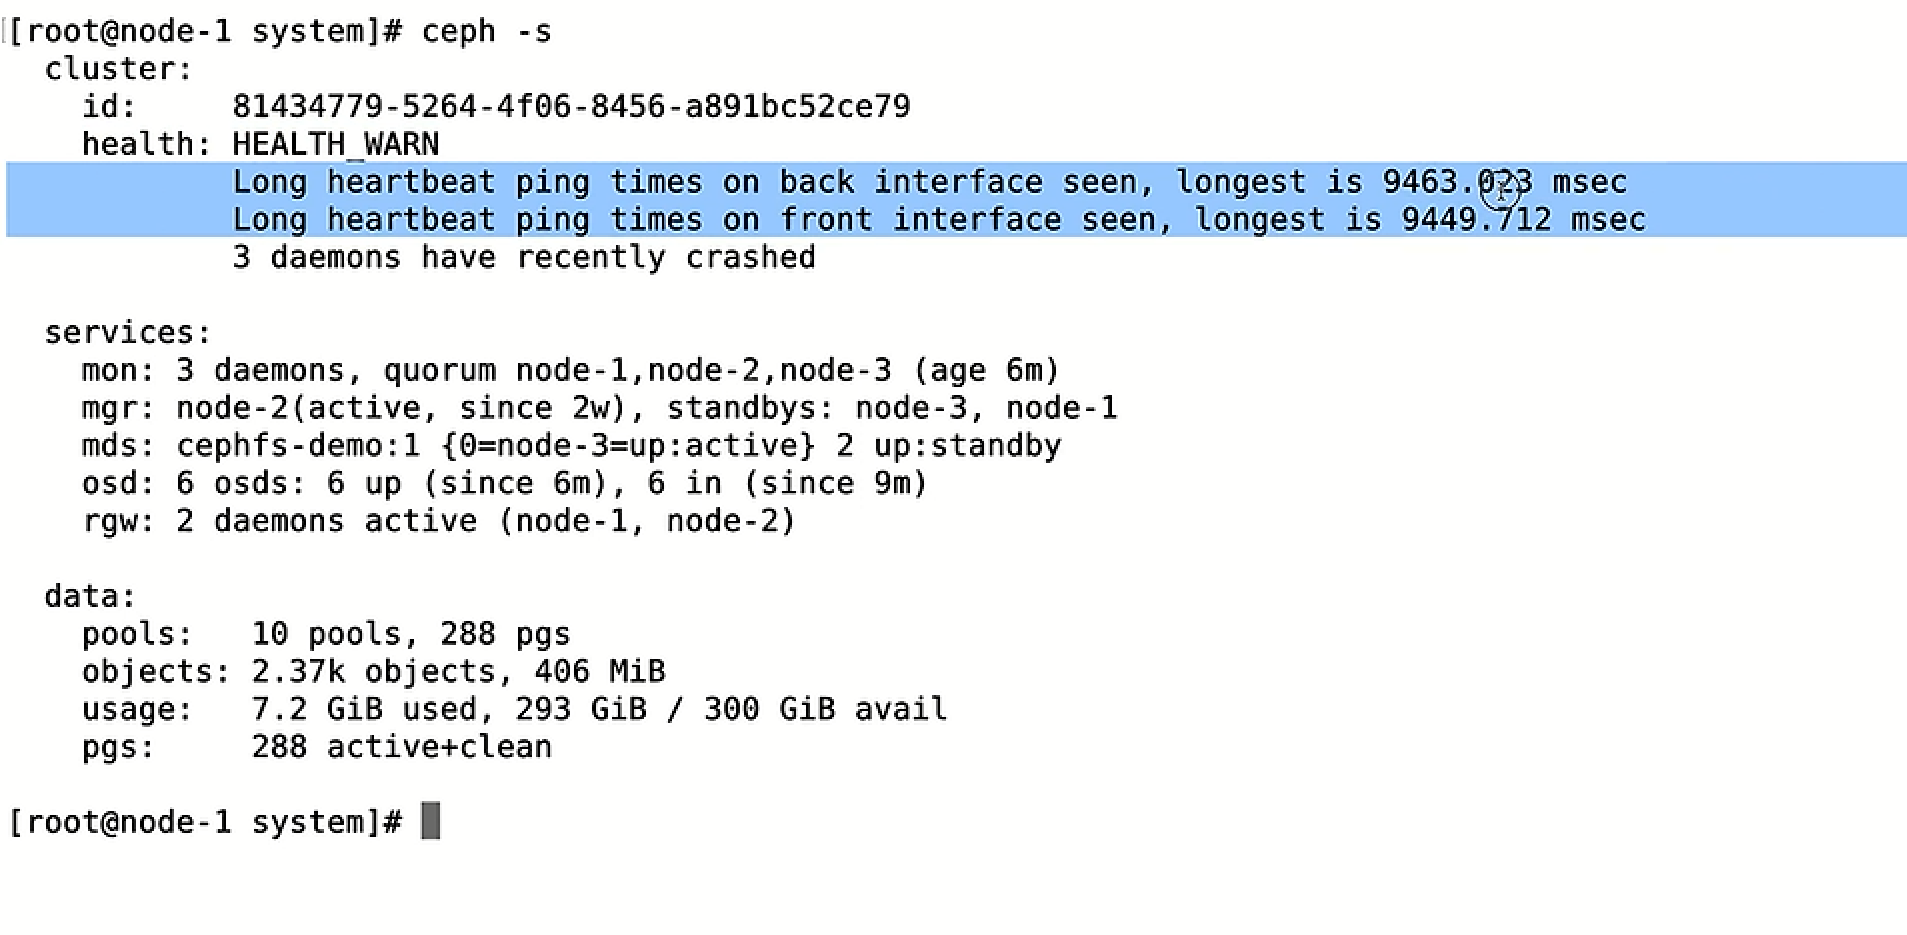 [root@node-1 system]# ceph -s
  cluster:
    id:     81434779-5264-4f06-8456-a891bc52ce79
    health: HEALTH_WARN
            Long heartbeat ping times on back interface seen, longest is 9463.023 msec
            Long heartbeat ping times on front interface seen, longest is 9449.712 msec
            3 daemons have recently crashed

  services:
    mon: 3 daemons, quorum node-1,node-2,node-3 (age 6m)
    mgr: node-2(active, since 2w), standbys: node-3, node-1
    mds: cephfs-demo:1 {0=node-3=up:active} 2 up:standby
    osd: 6 osds: 6 up (since 6m), 6 in (since 9m)
    rgw: 2 daemons active (node-1, node-2)

  data:
    pools:   10 pools, 288 pgs
    objects: 2.37k objects, 406 MiB
    usage:   7.2 GiB used, 293 GiB / 300 GiB avail
    pgs:     288 active+clean

[root@node-1 system]#